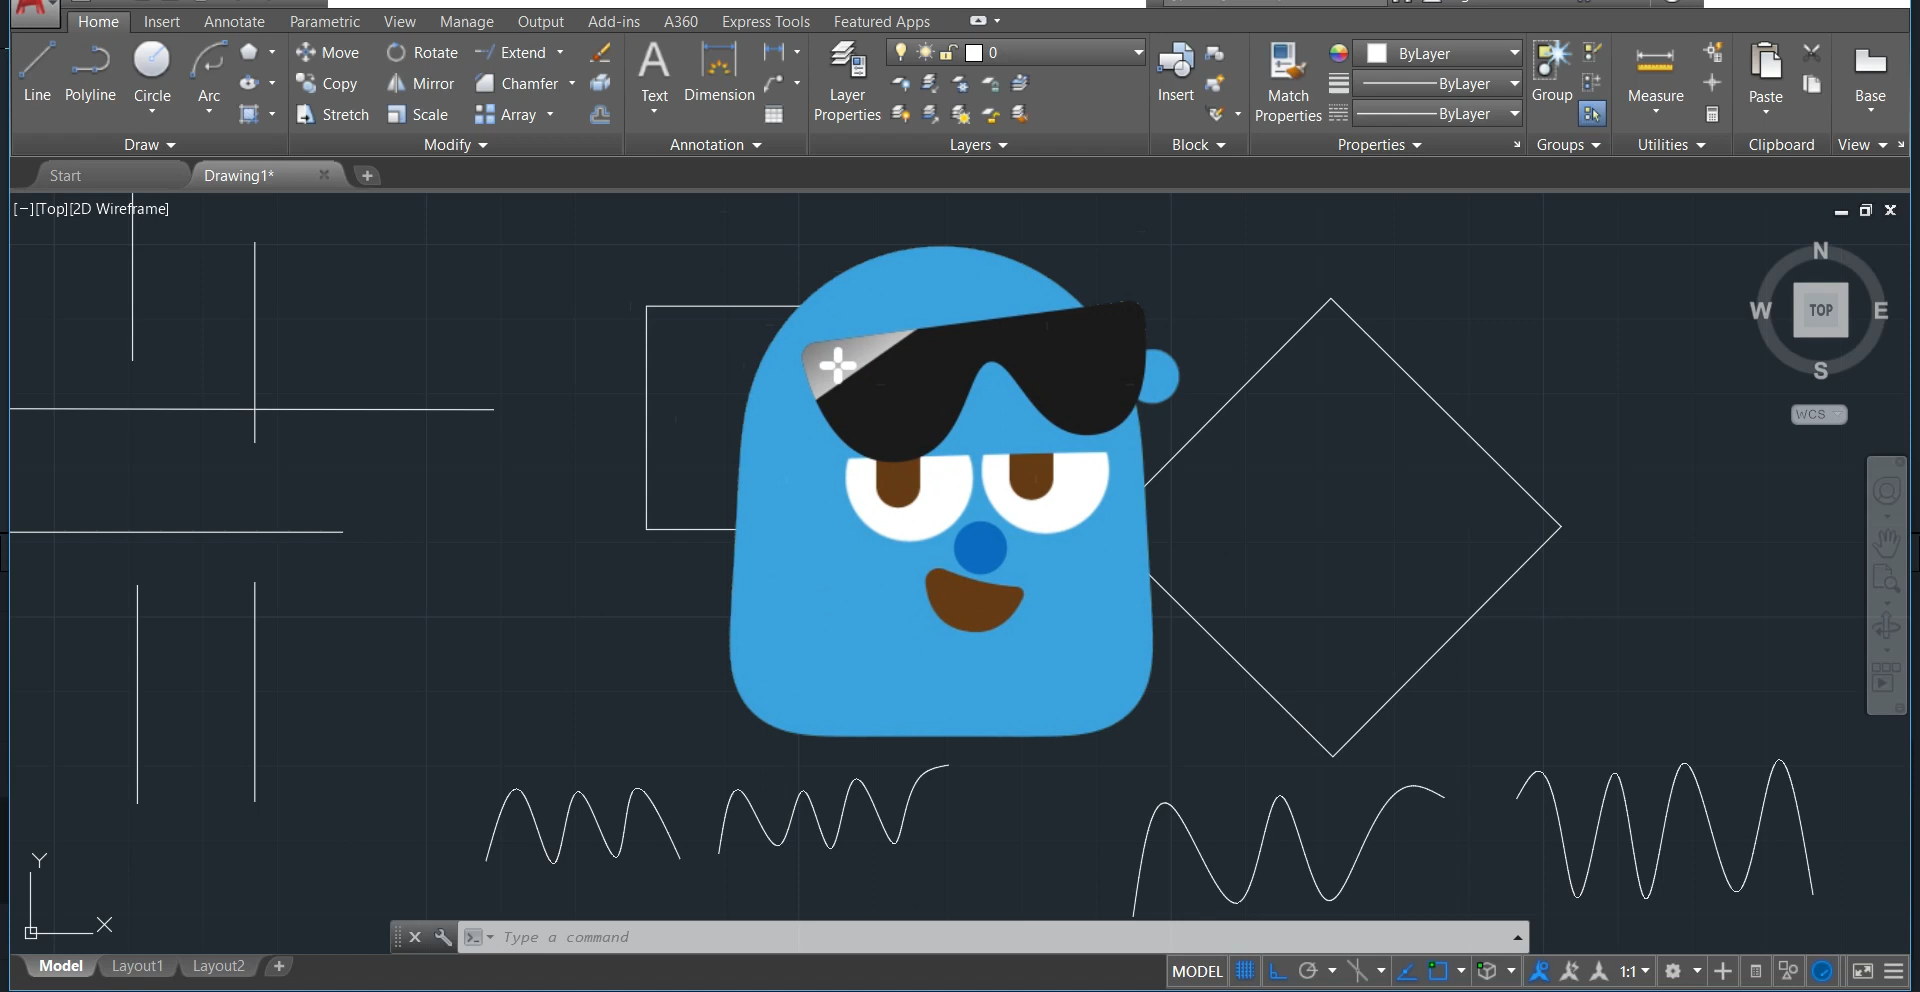 Home Insert Annotate Parametric View Manage Output Add-ins A360 Express Tools Featured Apps
Move Rotate Extend
Copy Mirror Chamfer
Stretch Scale Array
Line Polyline Circle Arc
Text Dimension
Layer Properties
0
Insert
Match Properties
ByLayer
ByLayer
ByLayer
Group
Measure
Paste
Base
Draw Modify Annotation Layers Block Properties Groups Utilities Clipboard View
Start Drawing1*
[−][Top][2D Wireframe]
N
W TOP E
S
WCS
Y
X
Type a command
Model Layout1 Layout2
MODEL 1:1